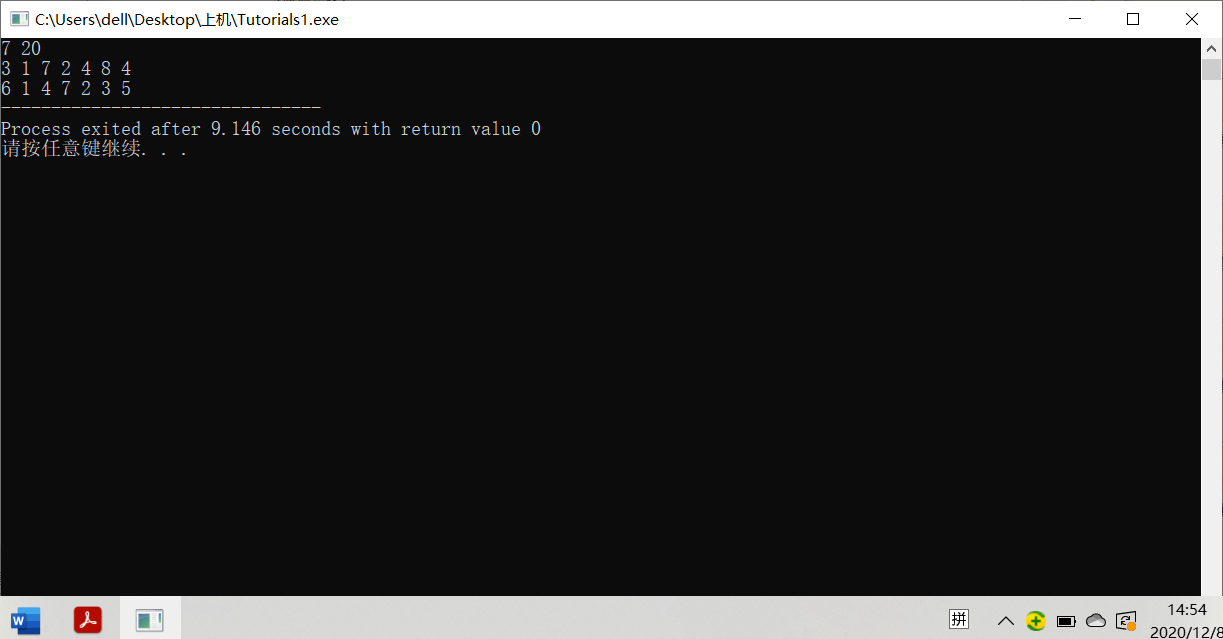 C:\Users\dell\Desktop\上机\Tutorials1.exe
7 20
3 1 7 2 4 8 4
6 1 4 7 2 3 5
--------------------------------
Process exited after 9.146 seconds with return value 0
请按任意键继续. . .
拼
14:54
2020/12/8